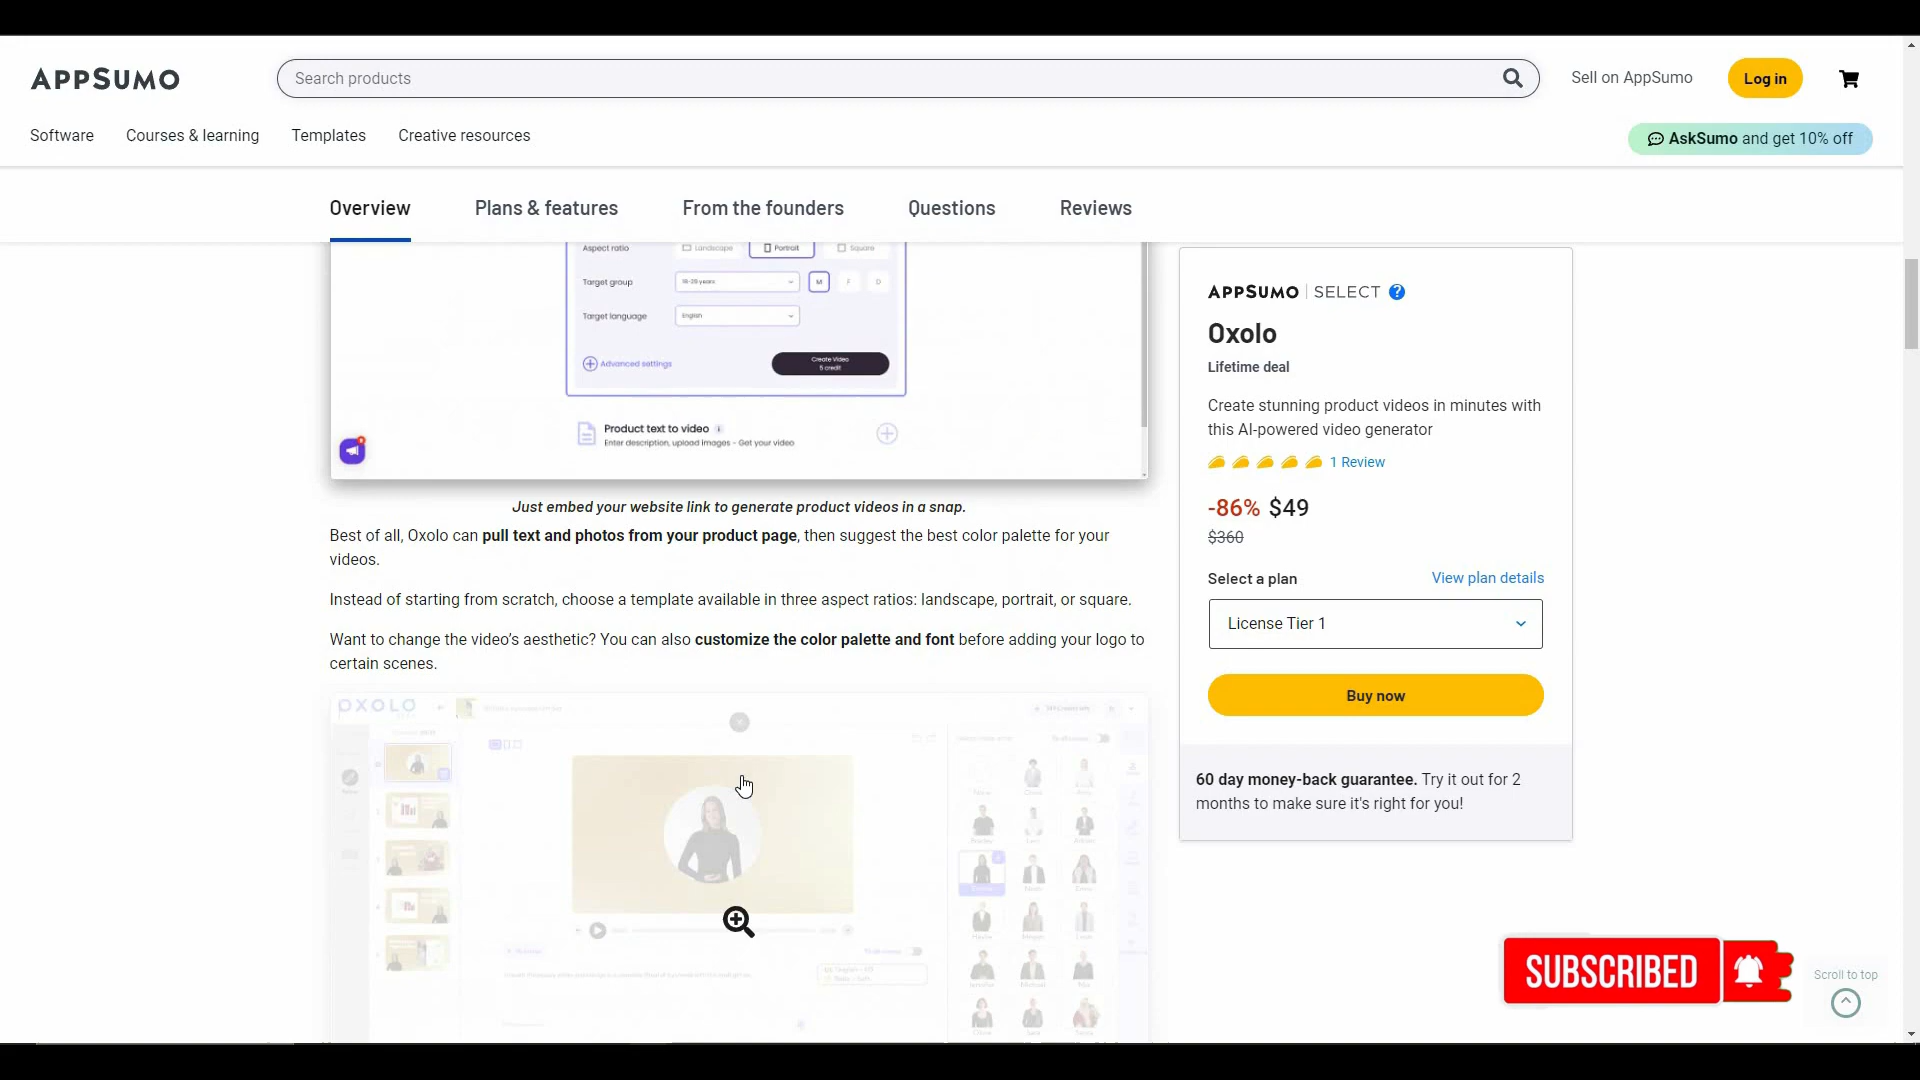 APPSUMO
Search products
Sell on AppSumo
Log in
Software
Courses & learning
Templates
Creative resources
AskSumo and get 10% off
Overview
Plans & features
From the founders
Questions
Reviews
Aspect ratio
Landscape
Portrait
Square
Target group
M
F
D
Target language
English
Advanced settings
Create Video
5 credit
Product text to video
Enter description, upload images - Get your video
Just embed your website link to generate product videos in a snap.
Best of all, Oxolo can pull text and photos from your product page, then suggest the best color palette for your
videos.
Instead of starting from scratch, choose a template available in three aspect ratios: landscape, portrait, or square.
Want to change the video’s aesthetic? You can also customize the color palette and font before adding your logo to
certain scenes.
OXOLO
APPSUMO | SELECT ?
Oxolo
Lifetime deal
Create stunning product videos in minutes with
this AI-powered video generator
1 Review
-86% $49
$360
Select a plan
View plan details
License Tier 1
Buy now
60 day money-back guarantee. Try it out for 2
months to make sure it's right for you!
SUBSCRIBED
Scroll to top